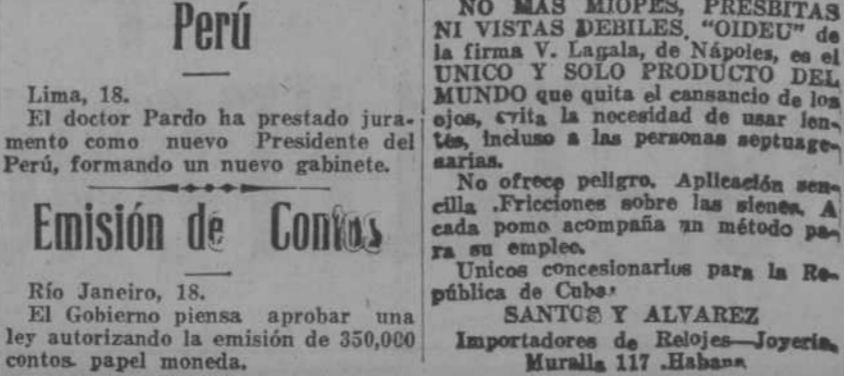 Perú
Lima, 18.
El doctor Pardo ha prestado jura-
mento como nuevo Presidente del
Perú, formando un nuevo gabinete.
Emisión de Contos
Río Janeiro, 18.
El Gobierno piensa aprobar una
ley autorizando la emisión de 350,000
contos papel moneda.
NO MAS MIOPES, PRESBITAS
NI VISTAS DEBILES. "OIDEU" de
la firma V. Lagala, de Nápoles, es el
UNICO Y SOLO PRODUCTO DEL
MUNDO que quita el cansancio de los
ojos, evita la necesidad de usar len-
tes, incluso a las personas septuage-
narias.
No ofrece peligro. Aplicación sen-
cilla .Fricciones sobre las sienes. A
cada pomo acompaña un método pa-
ra su empleo.
Unicos concesionarios para la Re-
pública de Cuba:
SANTOS Y ALVAREZ
Importadores de Relojes—Joyería.
Muralla 117 .Habana